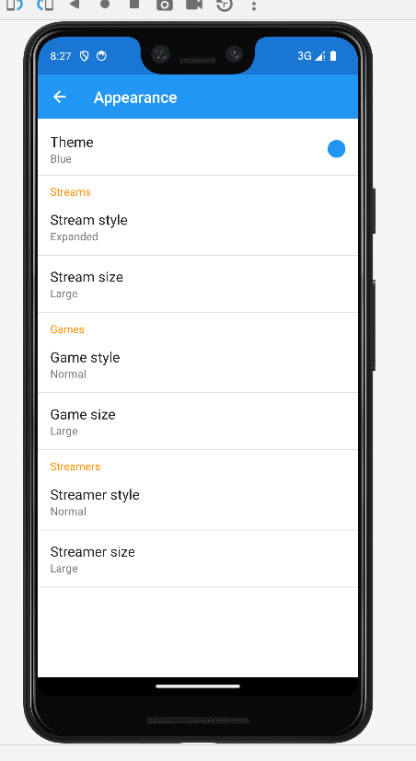 8:27
3G
Appearance
Theme
Blue
Streams
Stream style
Expanded
Stream size
Large
Games
Game style
Normal
Game size
Large
Streamers
Streamer style
Normal
Streamer size
Large